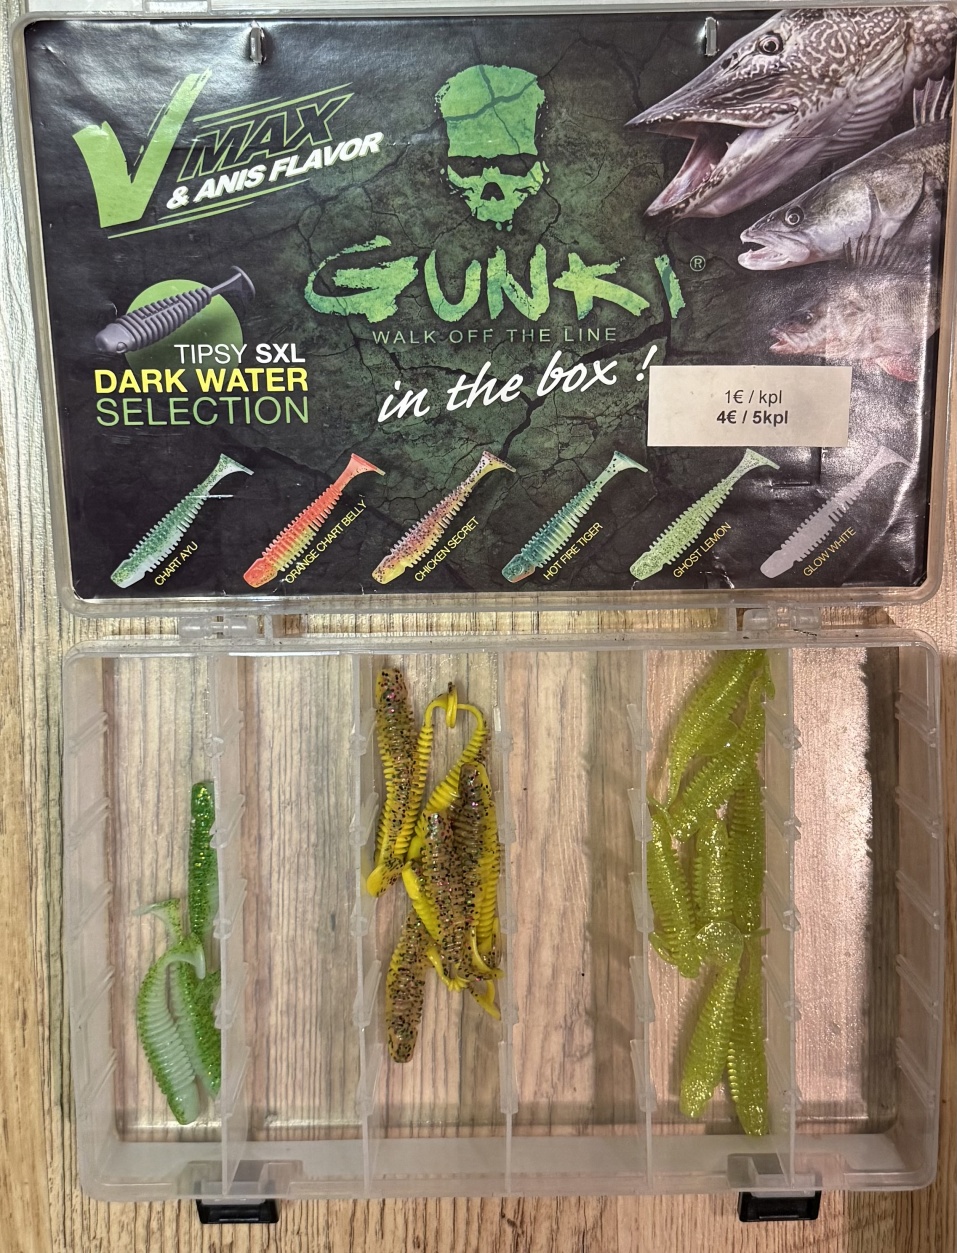 VMAX
& ANIS FLAVOR
GUNKI®
WALK OFF THE LINE
in the box !
TIPSY SXL
DARK WATER
SELECTION
1€ / kpl
4€ / 5kpl
CHART AYU
ORANGE CHART BELLY
CHICKEN SECRET
HOT FIRE TIGER
GHOST LEMON
GLOW WHITE